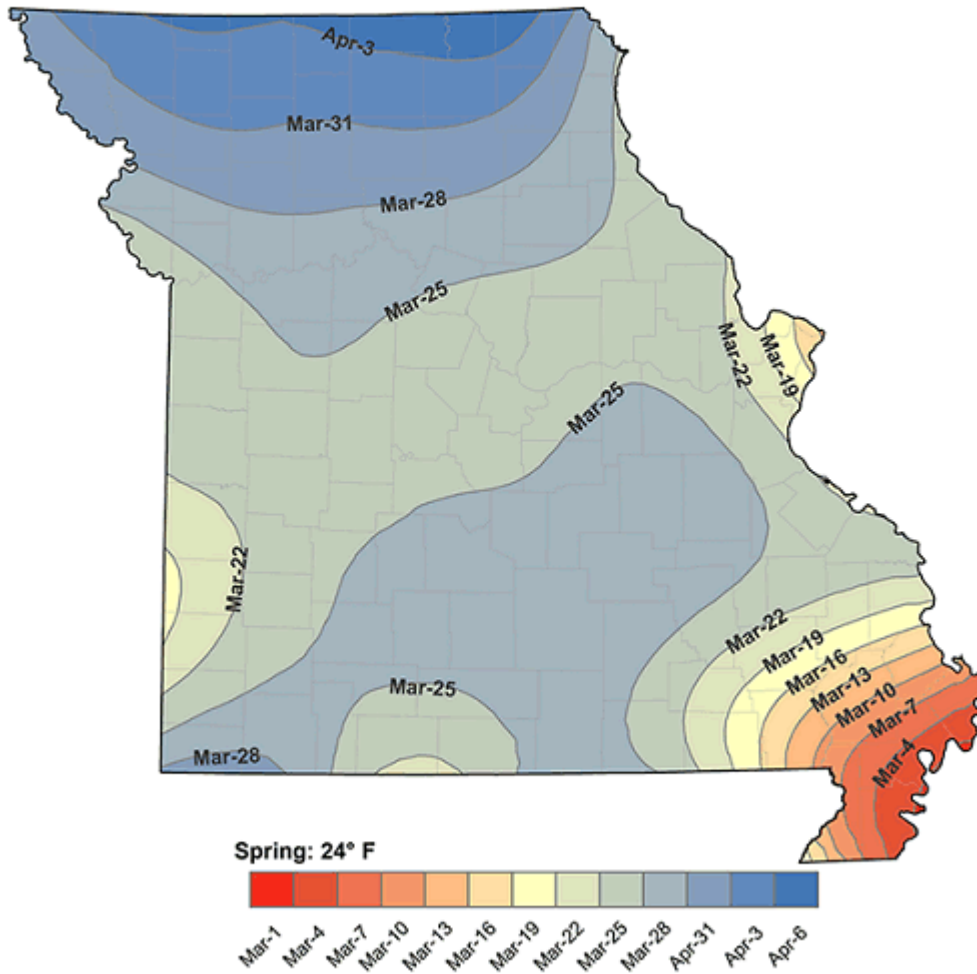 Apr-3
Mar-31
Mar-28
Mar-25
Mar-22
Mar-19
Mar-25
Mar-22
Mar-22
Mar-19
Mar-16
Mar-13
Mar-10
Mar-7
Mar-4
Mar-25
Mar-28
Spring: 24° F
Mar-1 Mar-4 Mar-7 Mar-10 Mar-13 Mar-16 Mar-19 Mar-22 Mar-25 Mar-28 Apr-31 Apr-3 Apr-6